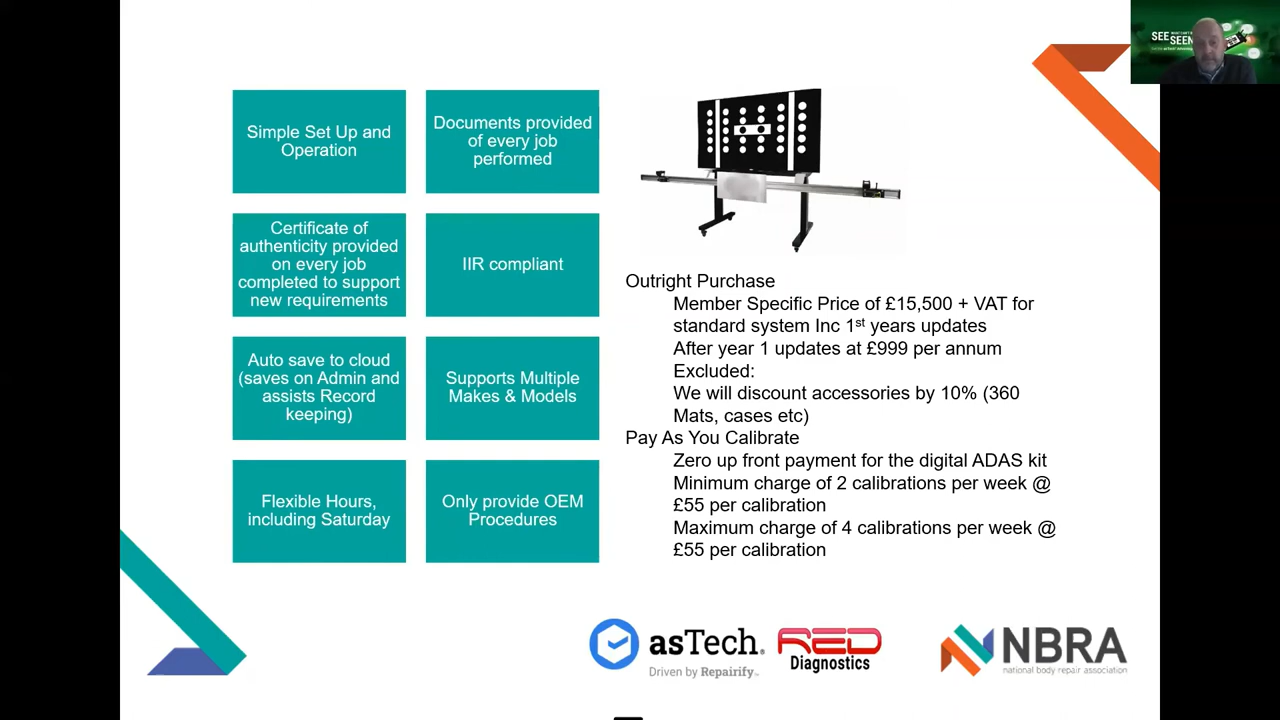 SEE WHAT CAN'T BE
SEEN
Simple Set Up and
Operation
Documents provided
of every job
performed
Certificate of
authenticity provided
on every job
completed to support
new requirements
IIR compliant
Auto save to cloud
(saves on Admin and
assists Record
keeping)
Supports Multiple
Makes & Models
Flexible Hours,
including Saturday
Only provide OEM
Procedures
Outright Purchase
Member Specific Price of £15,500 + VAT for
standard system Inc 1st years updates
After year 1 updates at £999 per annum
Excluded:
We will discount accessories by 10% (360
Mats, cases etc)
Pay As You Calibrate
Zero up front payment for the digital ADAS kit
Minimum charge of 2 calibrations per week @
£55 per calibration
Maximum charge of 4 calibrations per week @
£55 per calibration
asTech®
Driven by Repairify™
RED
Diagnostics
NBRA
national body repair association